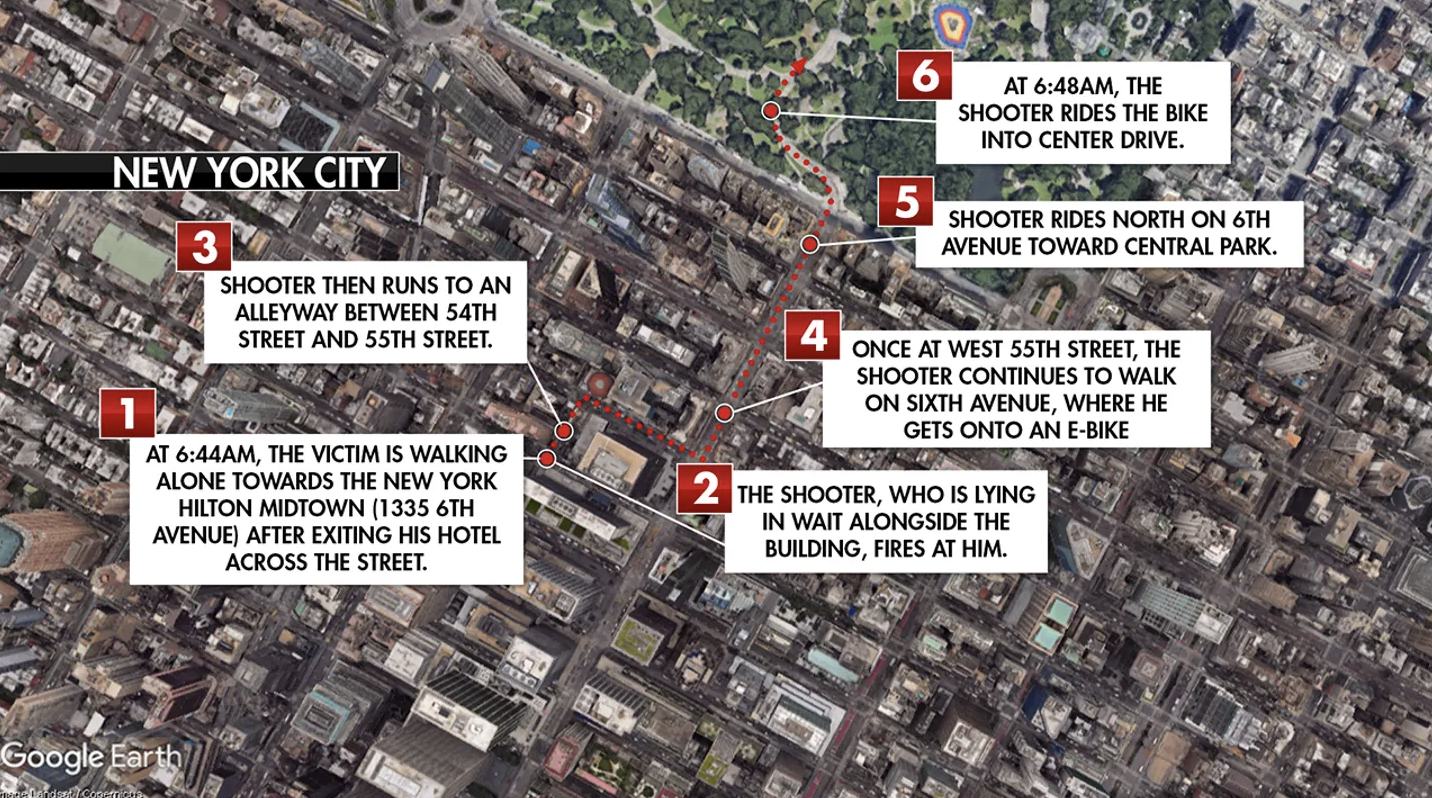 NEW YORK CITY
1
AT 6:44AM, THE VICTIM IS WALKING
ALONE TOWARDS THE NEW YORK
HILTON MIDTOWN (1335 6TH
AVENUE) AFTER EXITING HIS HOTEL
ACROSS THE STREET.
2
THE SHOOTER, WHO IS LYING
IN WAIT ALONGSIDE THE
BUILDING, FIRES AT HIM.
3
SHOOTER THEN RUNS TO AN
ALLEYWAY BETWEEN 54TH
STREET AND 55TH STREET.
4
ONCE AT WEST 55TH STREET, THE
SHOOTER CONTINUES TO WALK
ON SIXTH AVENUE, WHERE HE
GETS ONTO AN E-BIKE
5
SHOOTER RIDES NORTH ON 6TH
AVENUE TOWARD CENTRAL PARK.
6
AT 6:48AM, THE
SHOOTER RIDES THE BIKE
INTO CENTER DRIVE.
Google Earth
mage Landsat / Copernicus